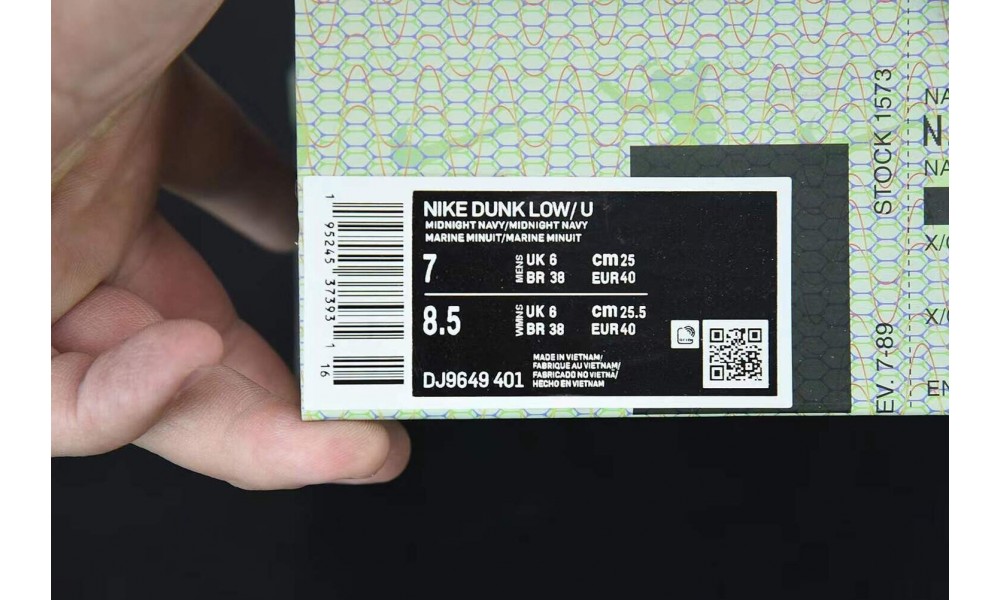 NIKE DUNK LOW/ U
MIDNIGHT NAVY/MIDNIGHT NAVY
MARINE MINUIT/MARINE MINUIT
7 MENS UK 6 cm 25
BR 38 EUR 40
8.5 WMNS UK 6 cm 25.5
BR 38 EUR 40
MADE IN VIETNAM/
FABRIQUE AU VIETNAM/
FABRICADO NO VIETNÃ/
DJ9649 401 HECHO EN VIETNAM
1 95245 37393 1 16
STOCK 1573
EV. 7-89
NA
N
NA
X/C
X/C
EN